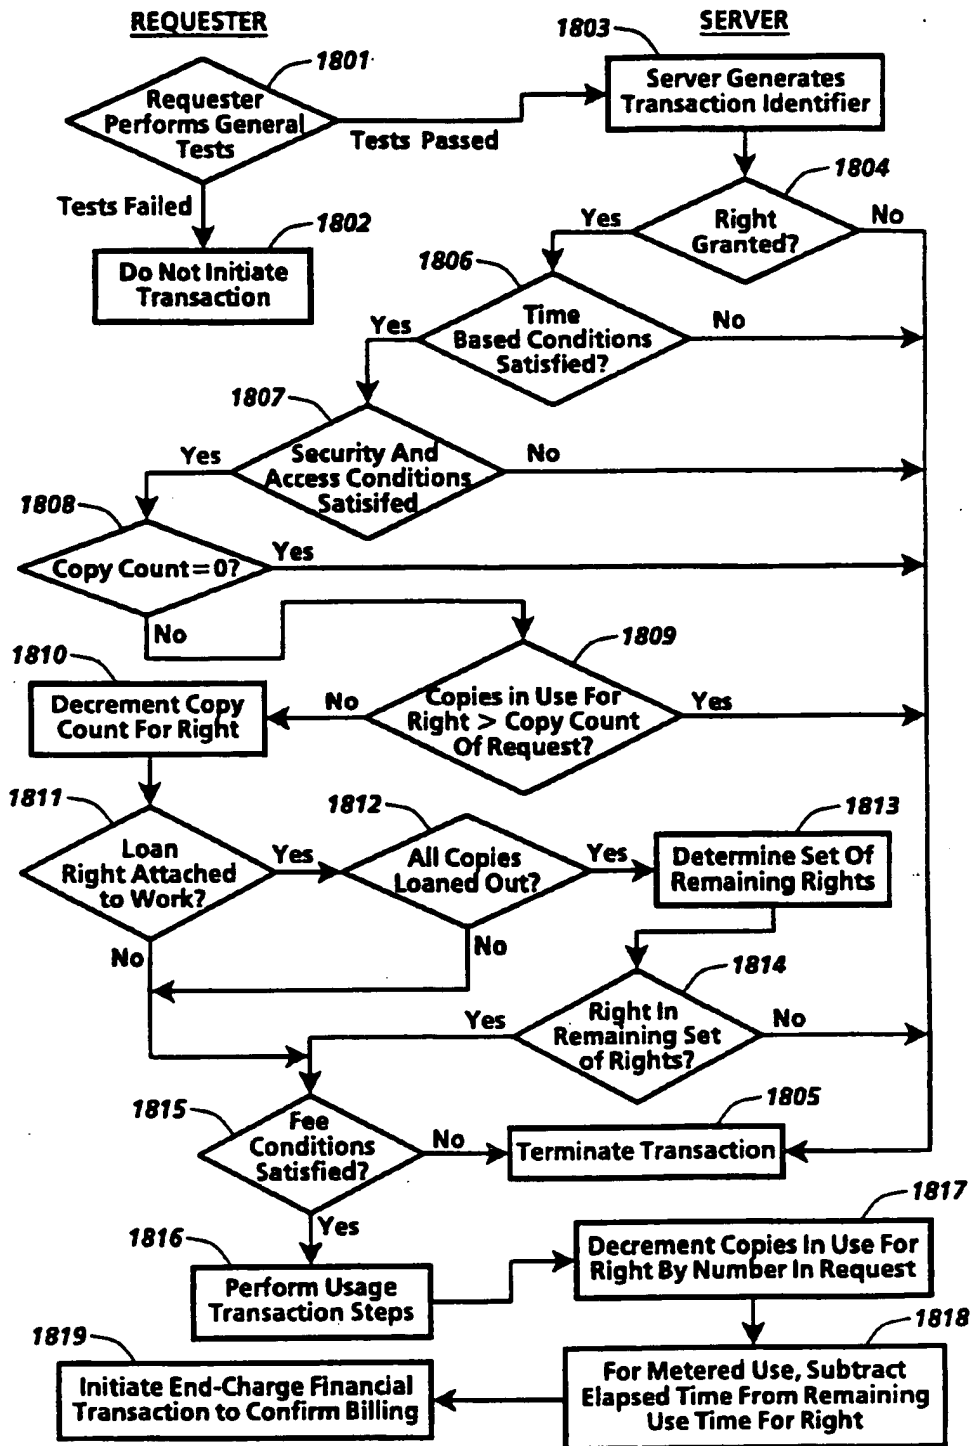 REQUESTER
SERVER
1801
1803
Requester
Performs General
Tests
Tests Passed
Server Generates
Transaction Identifier
Tests Failed
1802
Do Not Initiate
Transaction
1804
Right
Granted?
Yes
No
1806
Time
Based Conditions
Satisfied?
Yes
No
1807
Security And
Access Conditions
Satisifed
Yes
No
1808
Copy Count=0?
Yes
No
1809
Copies in Use For
Right > Copy Count
Of Request?
No
Yes
1810
Decrement Copy
Count For Right
1811
Loan
Right Attached
to Work?
Yes
No
1812
All Copies
Loaned Out?
Yes
No
1813
Determine Set Of
Remaining Rights
1814
Right In
Remaining Set
of Rights?
Yes
No
1815
Fee
Conditions
Satisfied?
No
Yes
1805
Terminate Transaction
1816
Perform Usage
Transaction Steps
1817
Decrement Copies In Use For
Right By Number In Request
1818
For Metered Use, Subtract
Elapsed Time From Remaining
Use Time For Right
1819
Initiate End-Charge Financial
Transaction to Confirm Billing